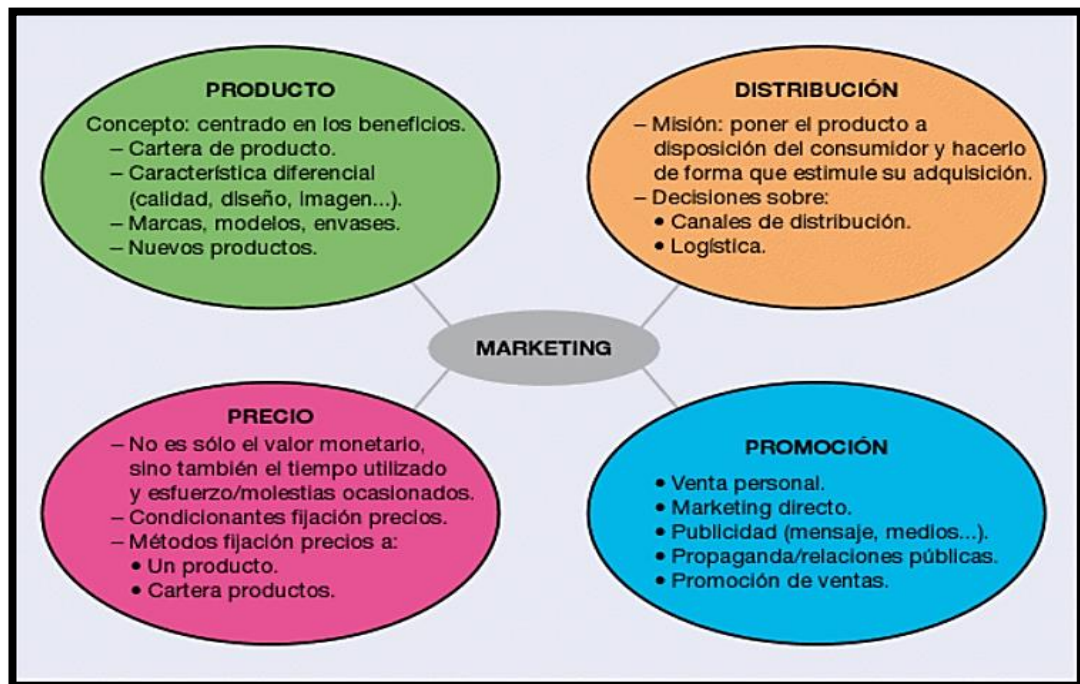 PRODUCTO
Concepto: centrado en los beneficios.
– Cartera de producto.
– Característica diferencial
(calidad, diseño, imagen...).
– Marcas, modelos, envases.
– Nuevos productos.
DISTRIBUCIÓN
– Misión: poner el producto a
disposición del consumidor y hacerlo
de forma que estimule su adquisición.
– Decisiones sobre:
• Canales de distribución.
• Logística.
MARKETING
PRECIO
– No es sólo el valor monetario,
sino también el tiempo utilizado
y esfuerzo/molestias ocasionados.
– Condicionantes fijación precios.
– Métodos fijación precios a:
• Un producto.
• Cartera productos.
PROMOCIÓN
• Venta personal.
• Marketing directo.
• Publicidad (mensaje, medios...).
• Propaganda/relaciones públicas.
• Promoción de ventas.